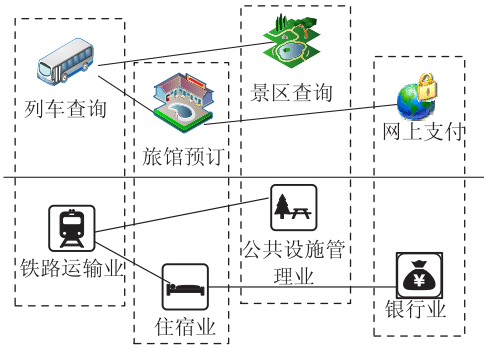 列车查询
旅馆预订
景区查询
网上支付
铁路运输业
住宿业
公共设施管
理业
银行业
¥